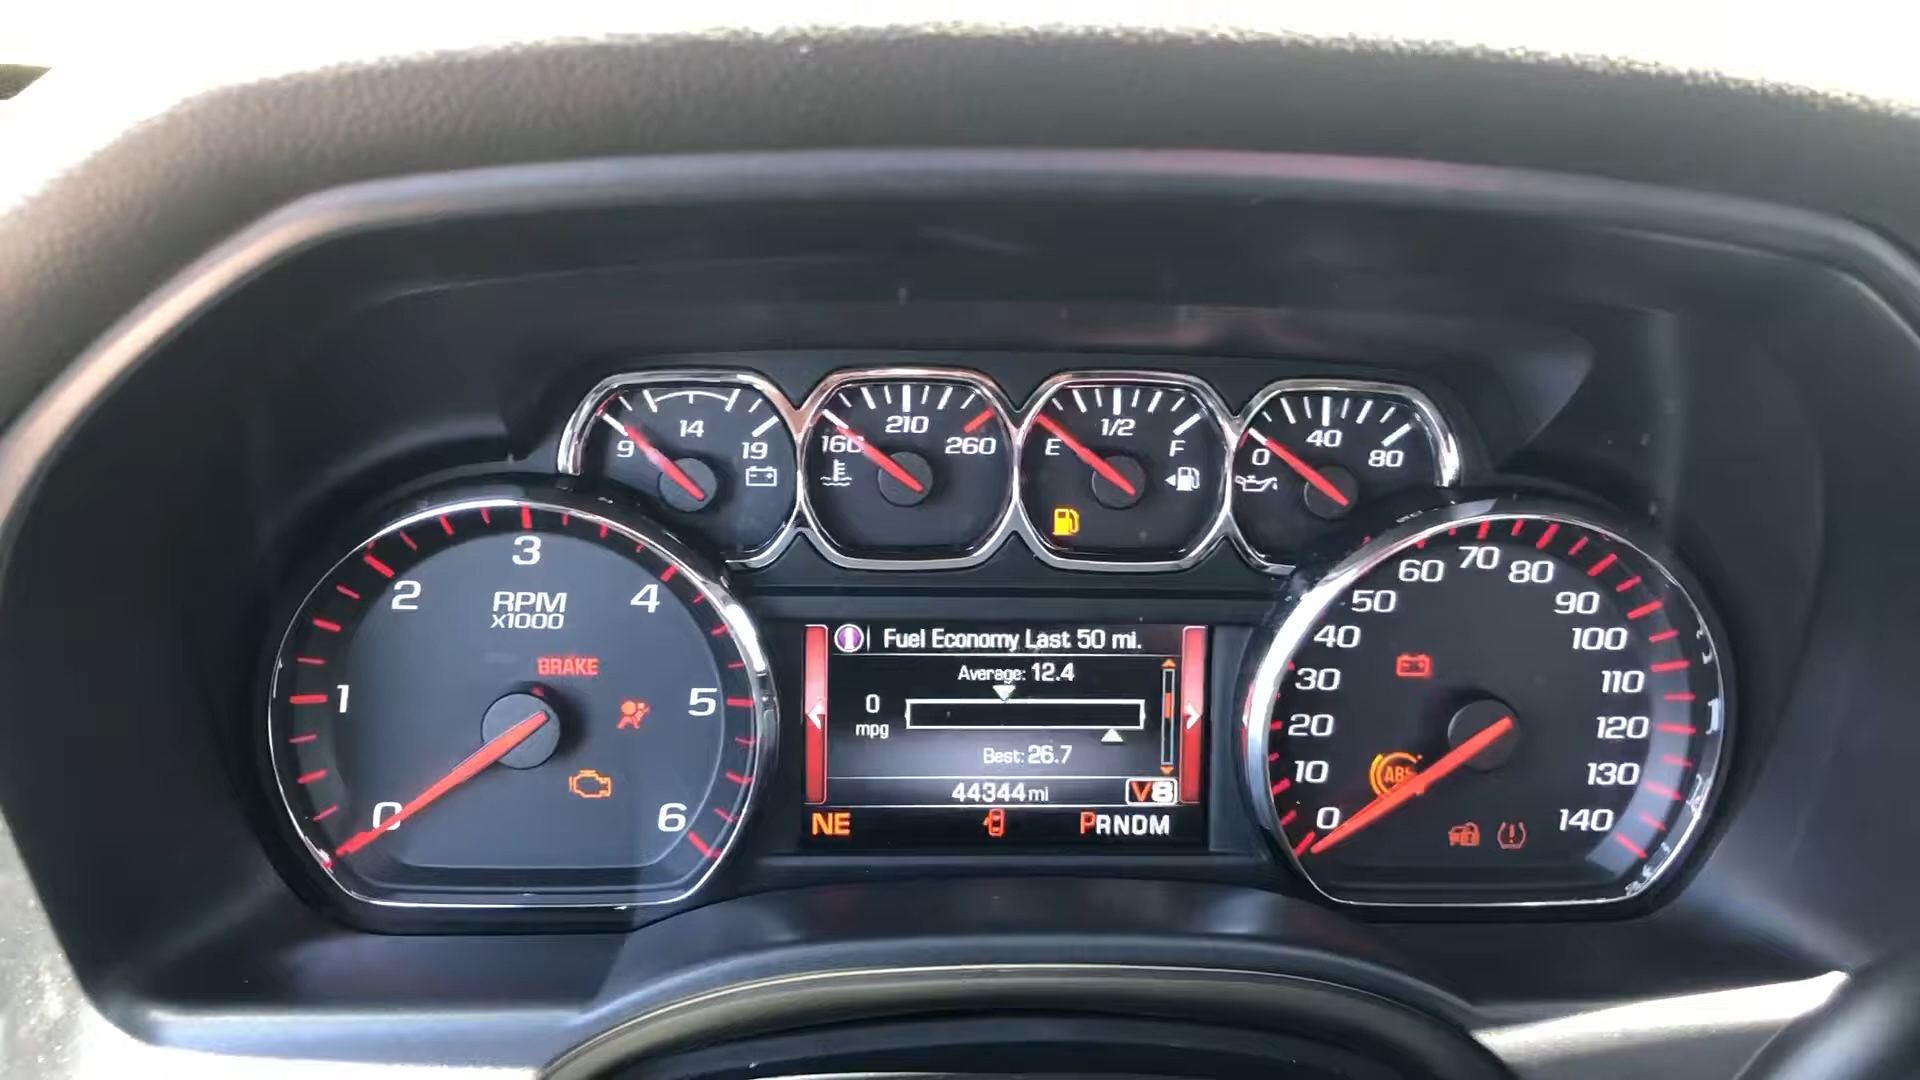 9 14 19
160 210 260
E 1/2 F
0 40 80
0 1 2 3 4 5 6
RPM
x1000
BRAKE
Fuel Economy Last 50 mi.
Average: 12.4
0
mpg
Best: 26.7
44344 mi V8
NE PRNDM
0 10 20 30 40 50 60 70 80 90 100 110 120 130 140
ABS